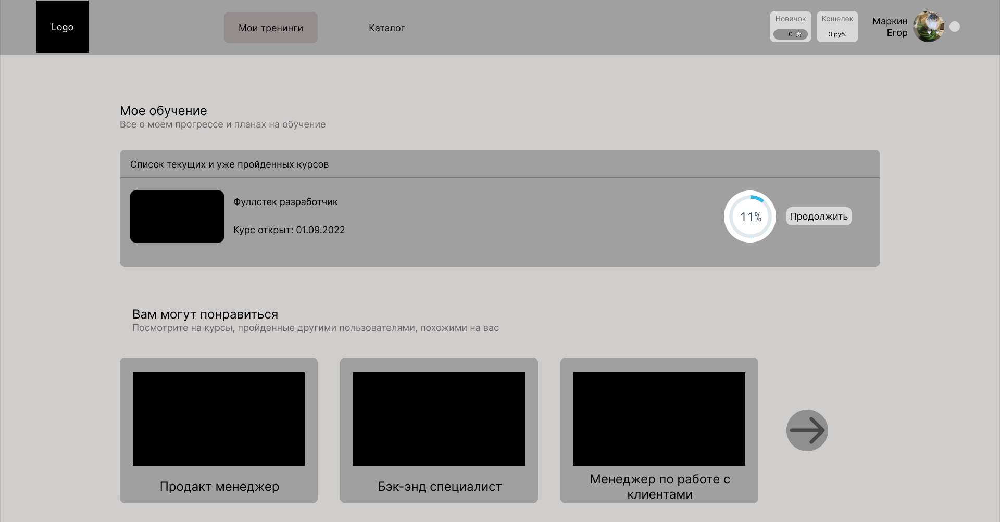 Logo
Мои тренинги
Каталог
Новичок
0
Кошелек
0 руб.
Маркин
Егор
Мое обучение
Все о моем прогрессе и планах на обучение
Список текущих и уже пройденных курсов
Фуллстек разработчик
Курс открыт: 01.09.2022
11%
Продолжить
Вам могут понравиться
Посмотрите на курсы, пройденные другими пользователями, похожими на вас
Продакт менеджер
Бэк-энд специалист
Менеджер по работе с
клиентами